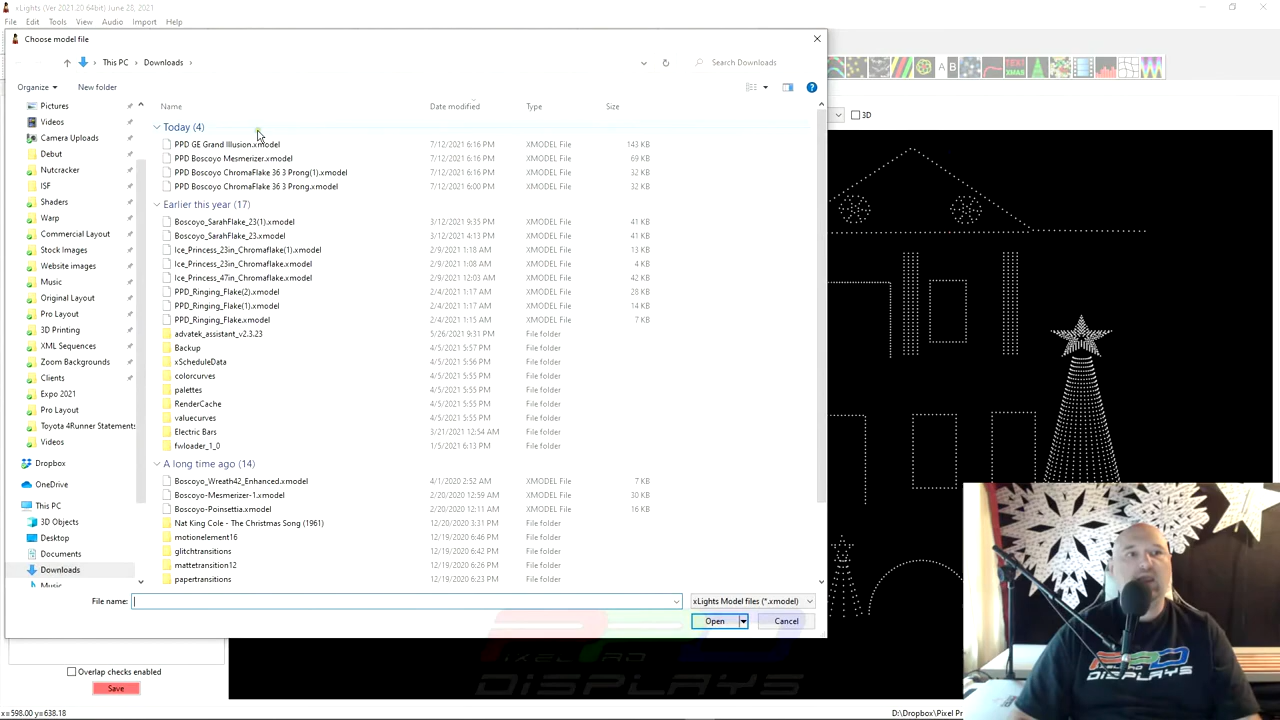 xLights (Ver 2021.20 64bit) June 28, 2021
File Edit Tools View Audio Import Help
Choose model file
This PC > Downloads >
Search Downloads
Organize New folder
Name Date modified Type Size
Pictures
Videos
Camera Uploads
Debut
Nutcracker
ISF
Shaders
Warp
Commercial Layout
Stock Images
Website images
Music
Original Layout
Pro Layout
3D Printing
XML Sequences
Zoom Backgrounds
Clients
Expo 2021
Pro Layout
Toyota 4Runner Statements
Videos
Dropbox
OneDrive
This PC
3D Objects
Desktop
Documents
Downloads
Music
Today (4)
PPD GE Grand Illusion.xmodel 7/12/2021 6:16 PM XMODEL File 143 KB
PPD Boscoyo Mesmerizer.xmodel 7/12/2021 6:16 PM XMODEL File 69 KB
PPD Boscoyo ChromaFlake 36 3 Prong(1).xmodel 7/12/2021 6:16 PM XMODEL File 32 KB
PPD Boscoyo ChromaFlake 36 3 Prong.xmodel 7/12/2021 6:00 PM XMODEL File 32 KB
Earlier this year (17)
Boscoyo_SarahFlake_23(1).xmodel 3/12/2021 9:35 PM XMODEL File 41 KB
Boscoyo_SarahFlake_23.xmodel 3/12/2021 4:13 PM XMODEL File 41 KB
Ice_Princess_23in_Chromaflake(1).xmodel 2/9/2021 1:18 AM XMODEL File 13 KB
Ice_Princess_23in_Chromaflake.xmodel 2/9/2021 1:08 AM XMODEL File 4 KB
Ice_Princess_47in_Chromaflake.xmodel 2/9/2021 12:03 AM XMODEL File 42 KB
PPD_Ringing_Flake(2).xmodel 2/4/2021 1:17 AM XMODEL File 28 KB
PPD_Ringing_Flake(1).xmodel 2/4/2021 1:17 AM XMODEL File 14 KB
PPD_Ringing_Flake.xmodel 2/4/2021 1:15 AM XMODEL File 7 KB
advatek_assistant_v2.3.23 5/26/2021 9:31 PM File folder
Backup 4/5/2021 5:57 PM File folder
xScheduleData 4/5/2021 5:56 PM File folder
colorcurves 4/5/2021 5:55 PM File folder
palettes 4/5/2021 5:55 PM File folder
RenderCache 4/5/2021 5:55 PM File folder
valuecurves 4/5/2021 5:55 PM File folder
Electric Bars 3/21/2021 12:54 AM File folder
fwloader_1_0 1/5/2021 6:13 PM File folder
A long time ago (14)
Boscoyo_Wreath42_Enhanced.xmodel 4/1/2020 2:52 AM XMODEL File 7 KB
Boscoyo-Mesmerizer-1.xmodel 2/20/2020 12:59 AM XMODEL File 30 KB
Boscoyo-Poinsettia.xmodel 2/20/2020 12:11 AM XMODEL File 16 KB
Nat King Cole - The Christmas Song (1961) 12/20/2020 3:31 PM File folder
motionelement16 12/19/2020 6:46 PM File folder
glitchtransitions 12/19/2020 6:42 PM File folder
mattetransition12 12/19/2020 6:26 PM File folder
papertransitions 12/19/2020 6:23 PM File folder
File name:
xLights Model files (*.xmodel)
Open Cancel
A B
TEXT
XMAS
3D
Overlap checks enabled
Save
PIXEL PRO
DISPLAYS
PPD
DISPLAYS
x=598.00 y=638.18
D:\Dropbox\Pixel Pr